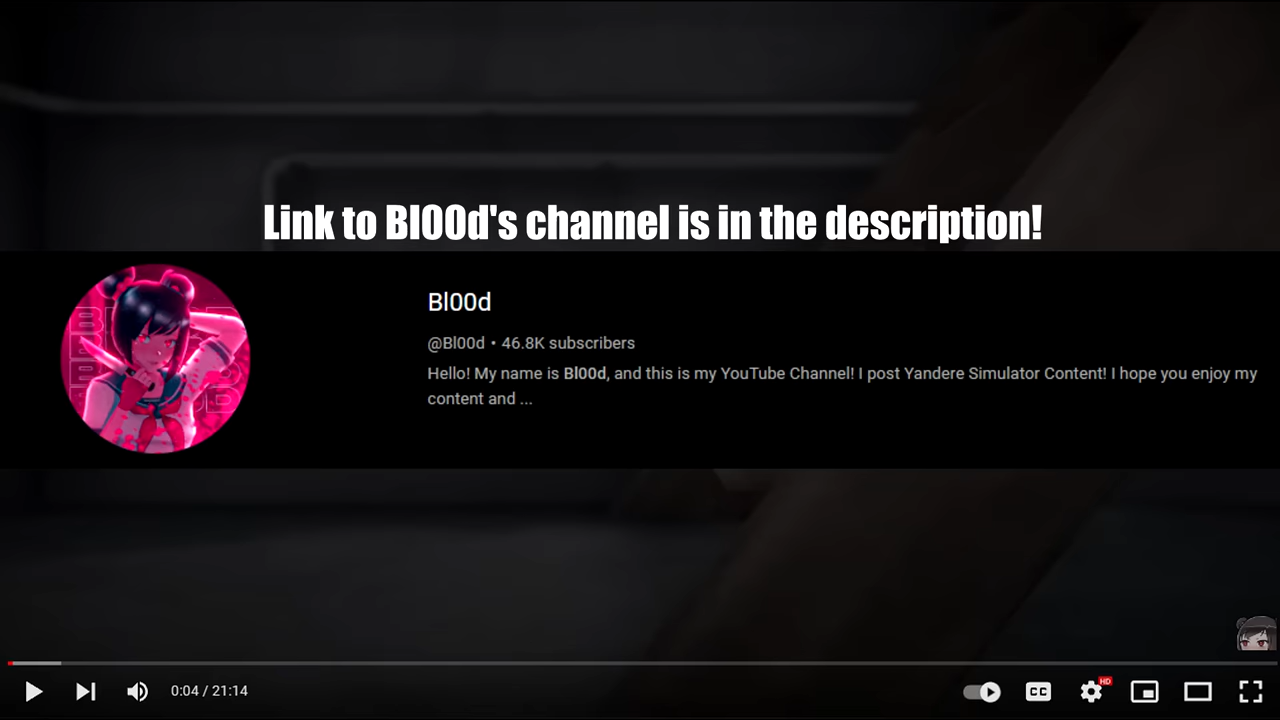 Link to Bl00d's channel is in the description!
Bl00d
@Bl00d • 46.8K subscribers
Hello! My name is Bl00d, and this is my YouTube Channel! I post Yandere Simulator Content! I hope you enjoy my
content and ...
0:04 / 21:14
CC
HD